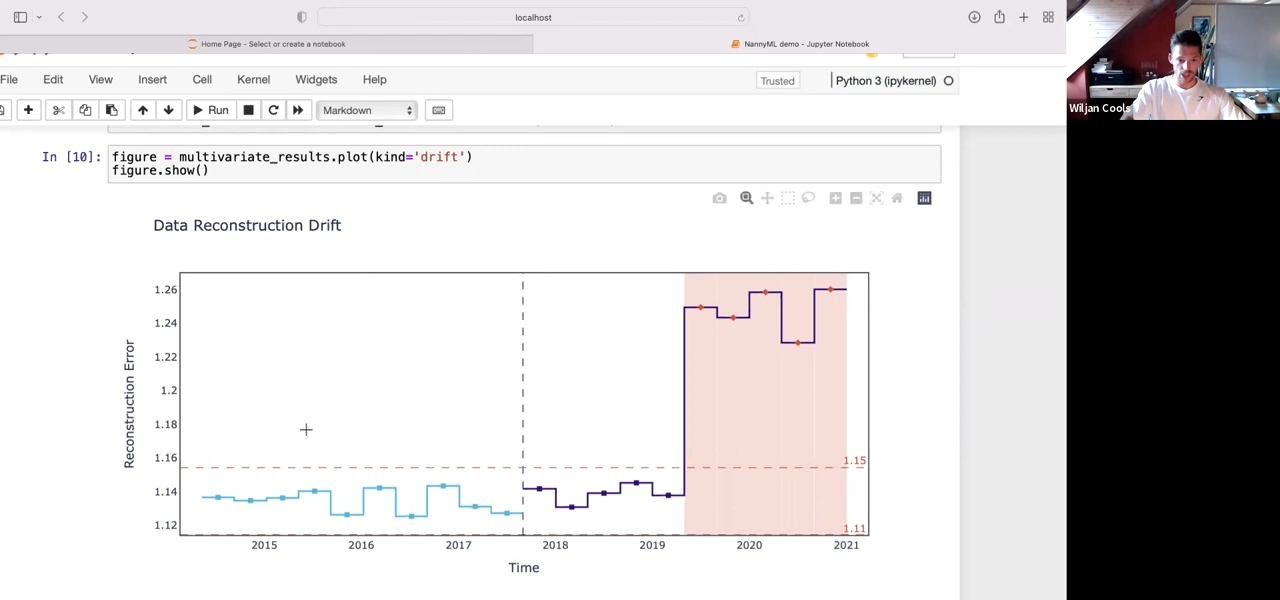 localhost
Home Page - Select or create a notebook
NannyML demo - Jupyter Notebook
File Edit View Insert Cell Kernel Widgets Help
Trusted
Python 3 (ipykernel)
Run
Markdown
Wiljan Cools
In [10]:
figure = multivariate_results.plot(kind='drift')
figure.show()
Data Reconstruction Drift
Reconstruction Error
1.26
1.24
1.22
1.2
1.18
1.16
1.14
1.12
1.15
1.11
2015 2016 2017 2018 2019 2020 2021
Time